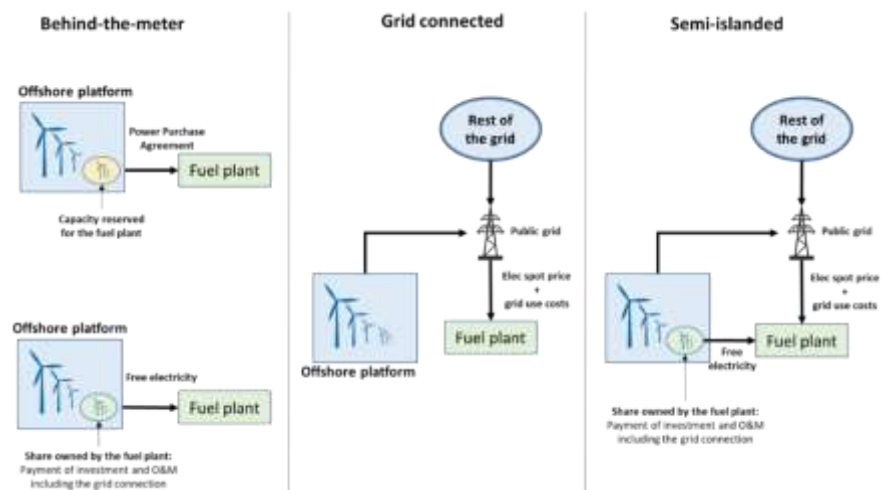 Behind-the-meter
Offshore platform
Power Purchase
Agreement
Fuel plant
Capacity reserved
for the fuel plant
Offshore platform
Free electricity
Fuel plant
Share owned by the fuel plant:
Payment of investment and O&M
including the grid connection
Grid connected
Rest of
the grid
Public grid
Elec spot price
+
grid use costs
Fuel plant
Offshore platform
Semi-islanded
Rest of
the grid
Public grid
Elec spot price
+
grid use costs
Offshore platform
Fuel plant
Free
electricity
Share owned by the fuel plant:
Payment of investment and O&M
including the grid connection